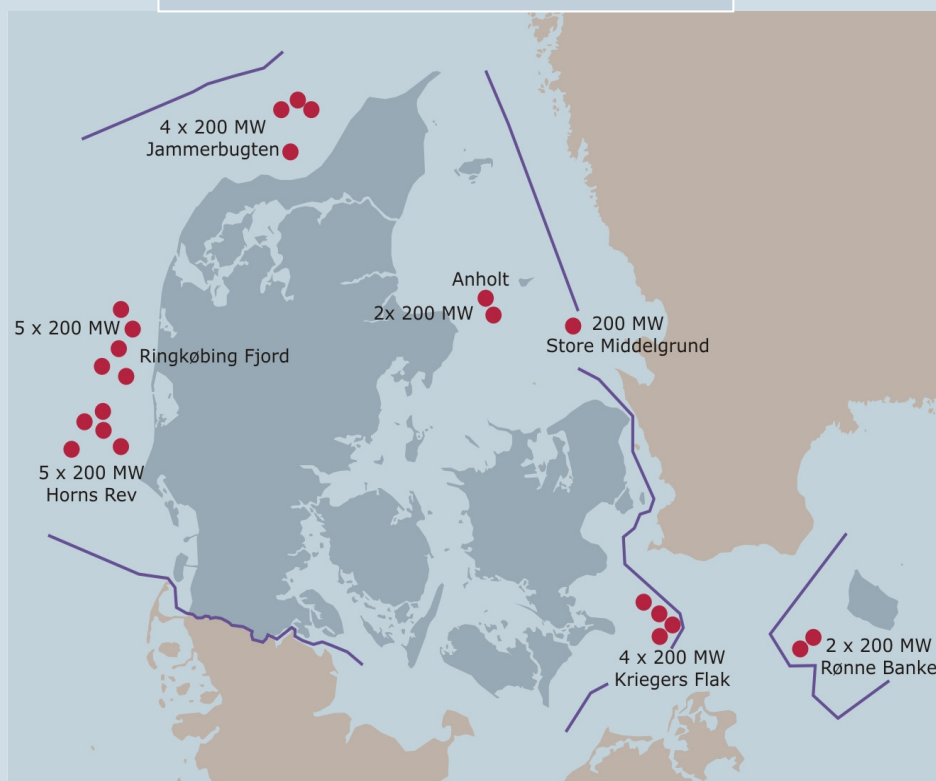 4 x 200 MW
Jammerbugten
Anholt
2x 200 MW
200 MW
Store Middelgrund
5 x 200 MW
Ringkøbing Fjord
5 x 200 MW
Horns Rev
4 x 200 MW
Kriegers Flak
2 x 200 MW
Rønne Banke